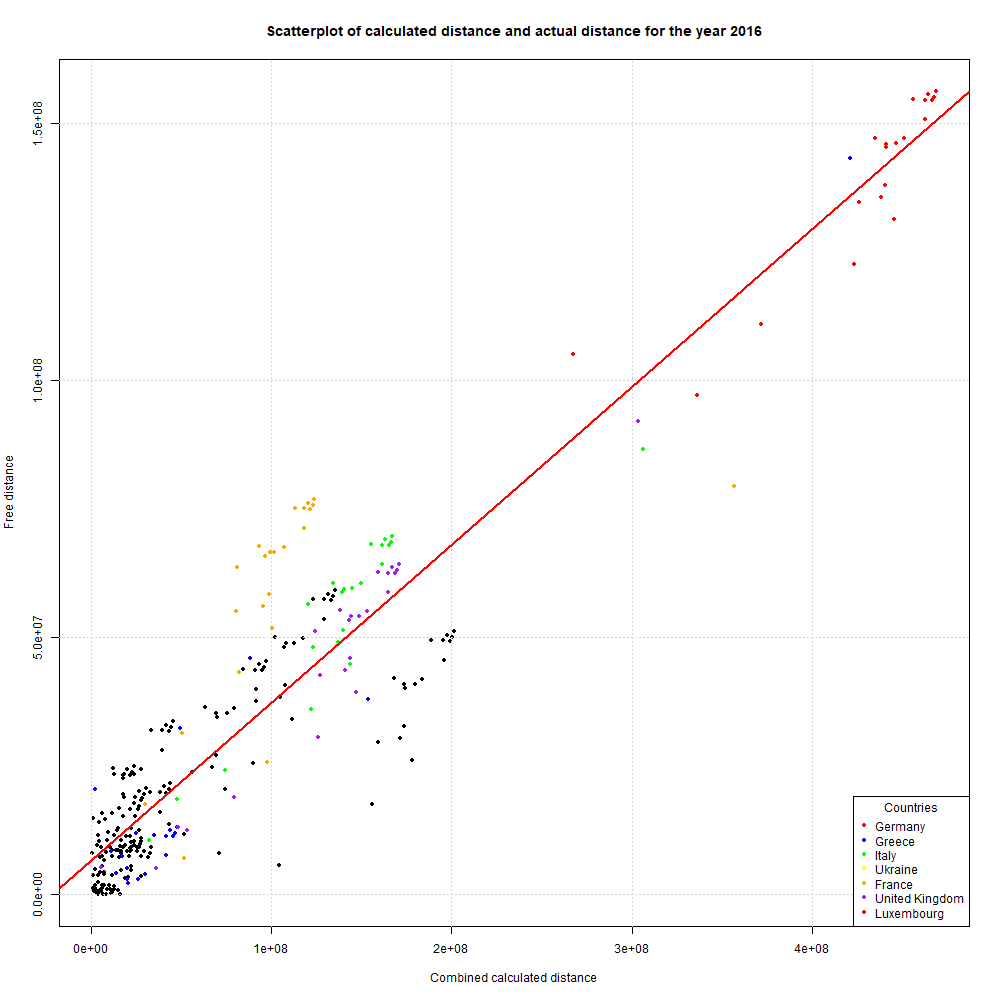 Scatterplot of calculated distance and actual distance for the year 2016
Free distance
1.5e+08
1.0e+08
5.0e+07
0.0e+00
0e+00 1e+08 2e+08 3e+08 4e+08
Combined calculated distance
Countries
Germany
Greece
Italy
Ukraine
France
United Kingdom
Luxembourg